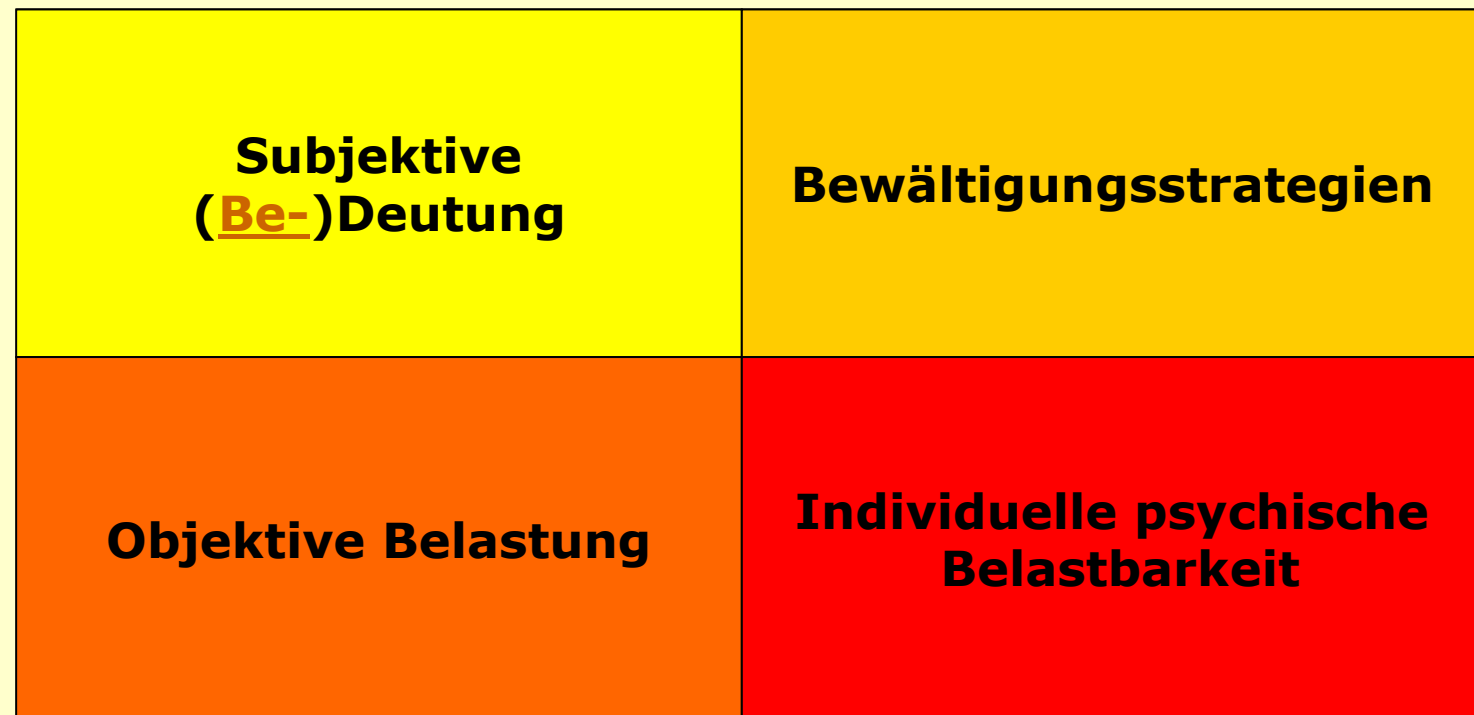 Subjektive
(Be-)Deutung
Bewältigungsstrategien
Objektive Belastung
Individuelle psychische
Belastbarkeit